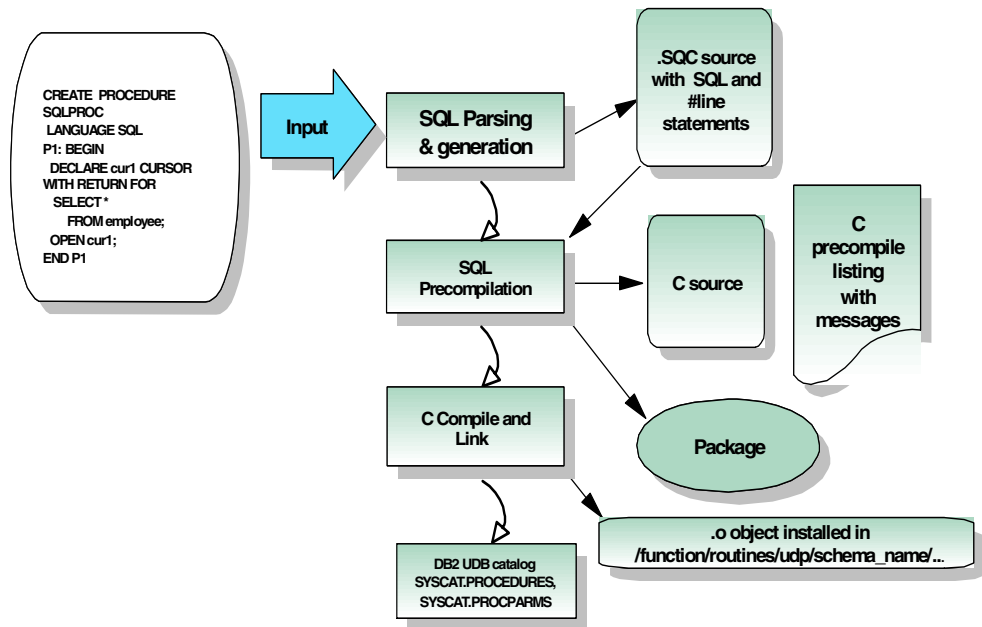 CREATE PROCEDURE
SQLPROC
LANGUAGE SQL
P1: BEGIN
DECLARE cur1 CURSOR
WITH RETURN FOR
SELECT *
FROM employee;
OPEN cur1;
END P1
Input
SQL Parsing
& generation
.SQC source
with SQL and
#line
statements
SQL
Precompilation
C source
C
precompile
listing
with
messages
C Compile and
Link
Package
.o object installed in
/function/routines/udp/schema_name/...
DB2 UDB catalog
SYSCAT.PROCEDURES,
SYSCAT.PROCPARMS